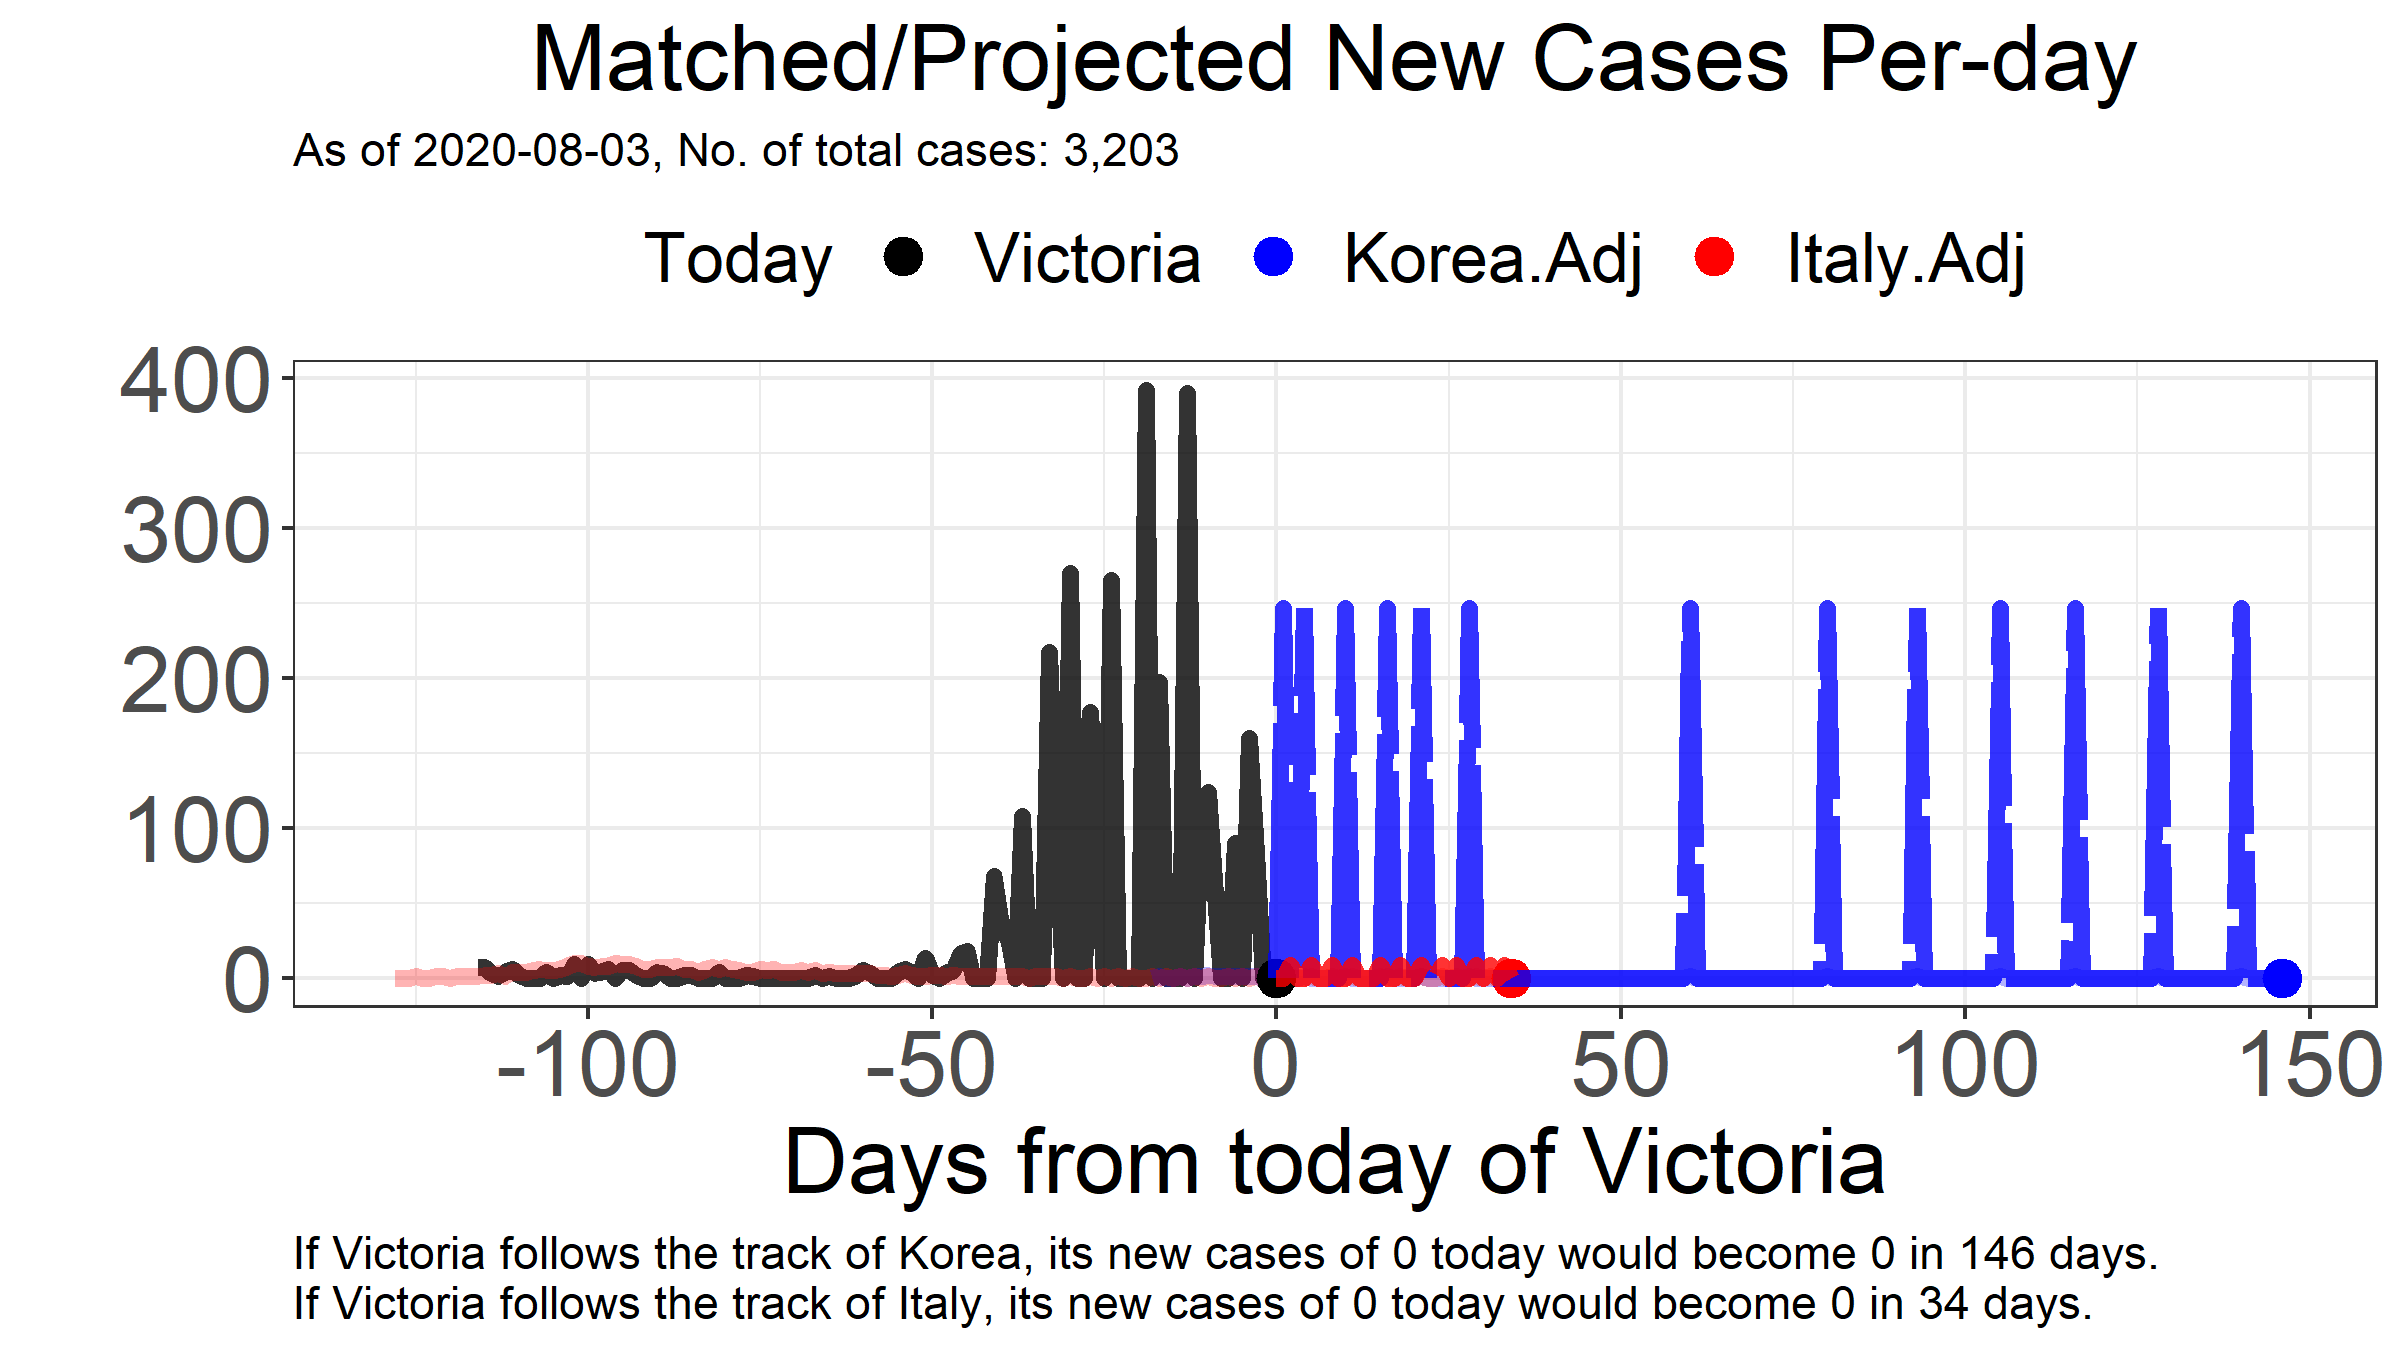 Matched/Projected New Cases Per-day
As of 2020-08-03, No. of total cases: 3,203
Today Victoria Korea.Adj Italy.Adj
400
300
200
100
0
-100 -50 0 50 100 150
Days from today of Victoria
If Victoria follows the track of Korea, its new cases of 0 today would become 0 in 146 days.
If Victoria follows the track of Italy, its new cases of 0 today would become 0 in 34 days.